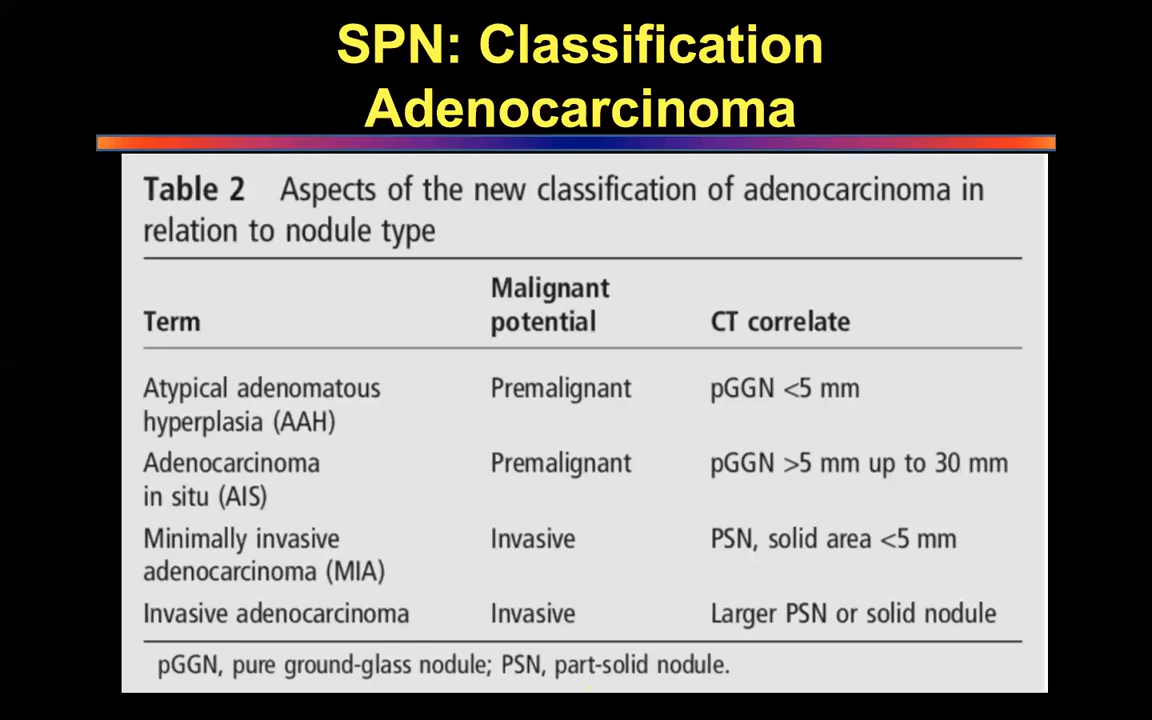 SPN: Classification
Adenocarcinoma
Table 2 Aspects of the new classification of adenocarcinoma in
relation to nodule type
Malignant
Term potential CT correlate
Atypical adenomatous Premalignant pGGN <5 mm
hyperplasia (AAH)
Adenocarcinoma Premalignant pGGN >5 mm up to 30 mm
in situ (AIS)
Minimally invasive Invasive PSN, solid area <5 mm
adenocarcinoma (MIA)
Invasive adenocarcinoma Invasive Larger PSN or solid nodule
pGGN, pure ground-glass nodule; PSN, part-solid nodule.